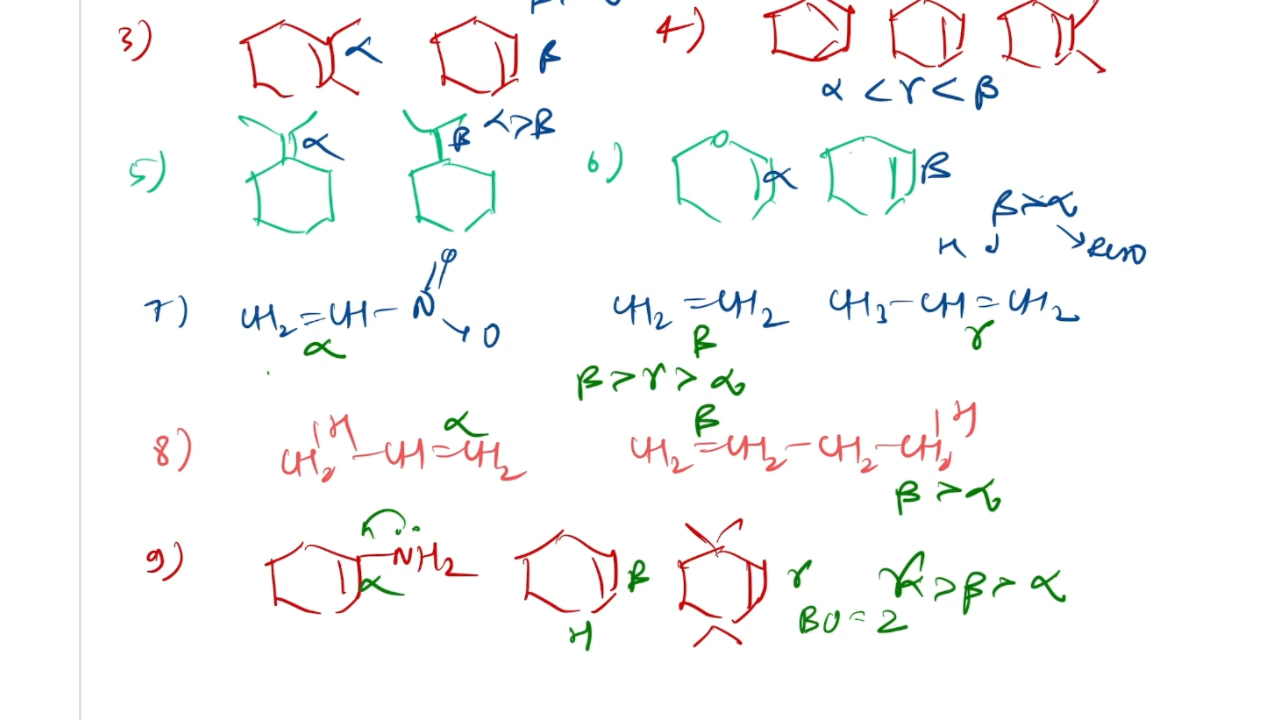 3) α β 4) α < γ < β
5) α β α > β 6) O α β
β > α
H Reso
7) CH2=CH-N O O CH2=CH2 CH3-CH=CH2
α β γ
β > γ > α
8) CH2-CH=CH2 H α CH2=CH2-CH2-CH2 H β
β > α
9) NH2 α β H γ γ > β > α
BO = 2